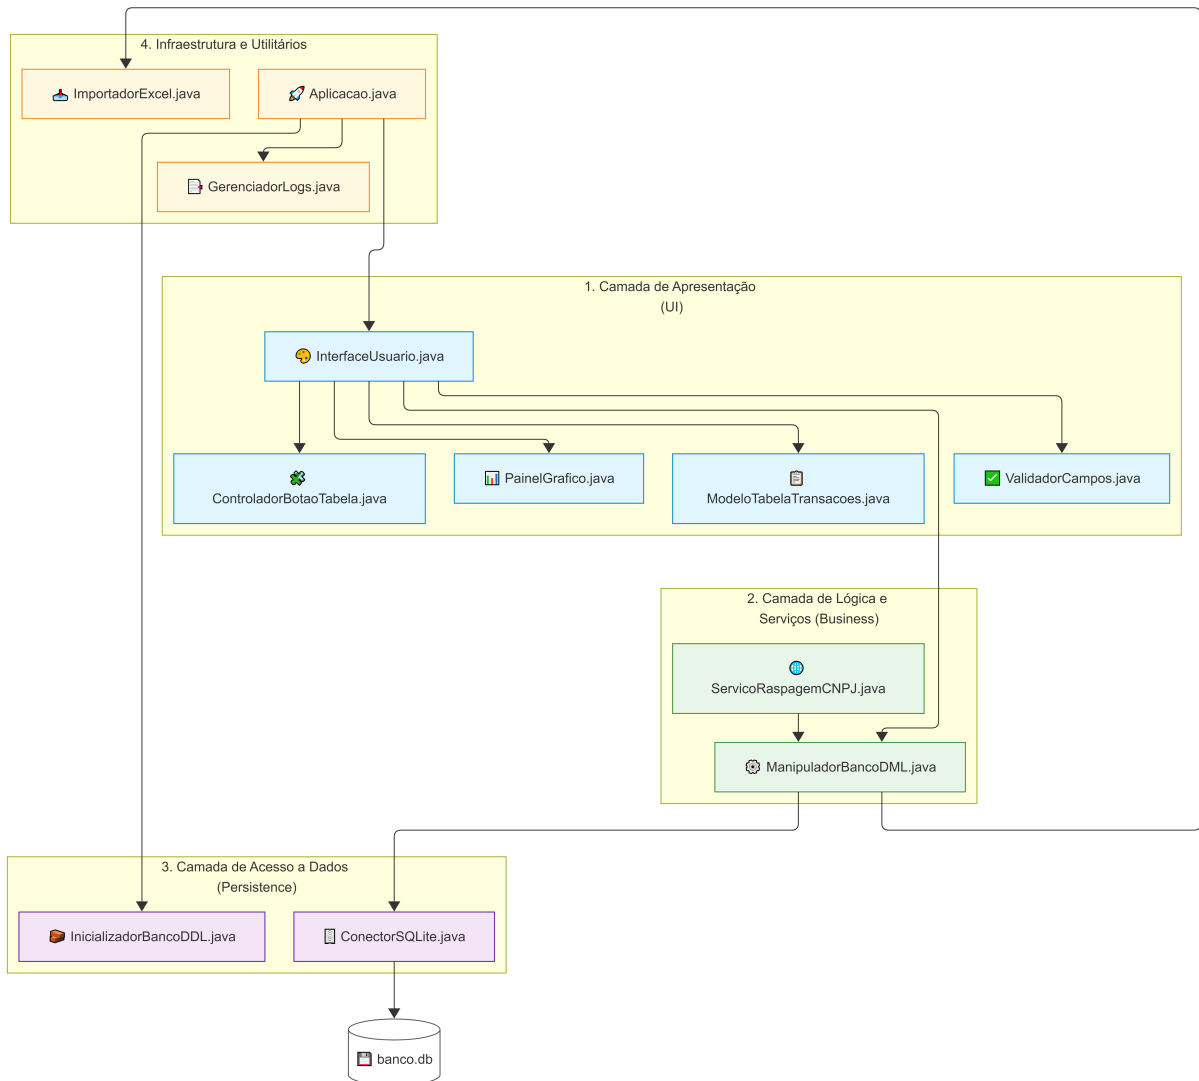 4. Infraestrutura e Utilitários
ImportadorExcel.java
Aplicacao.java
GerenciadorLogs.java
1. Camada de Apresentação
(UI)
InterfaceUsuario.java
ControladorBotaoTabela.java
PainelGrafico.java
ModeloTabelaTransacoes.java
ValidadorCampos.java
2. Camada de Lógica e
Serviços (Business)
ServicoRaspagemCNPJ.java
ManipuladorBancoDML.java
3. Camada de Acesso a Dados
(Persistence)
InicializadorBancoDDL.java
ConectorSQLite.java
banco.db